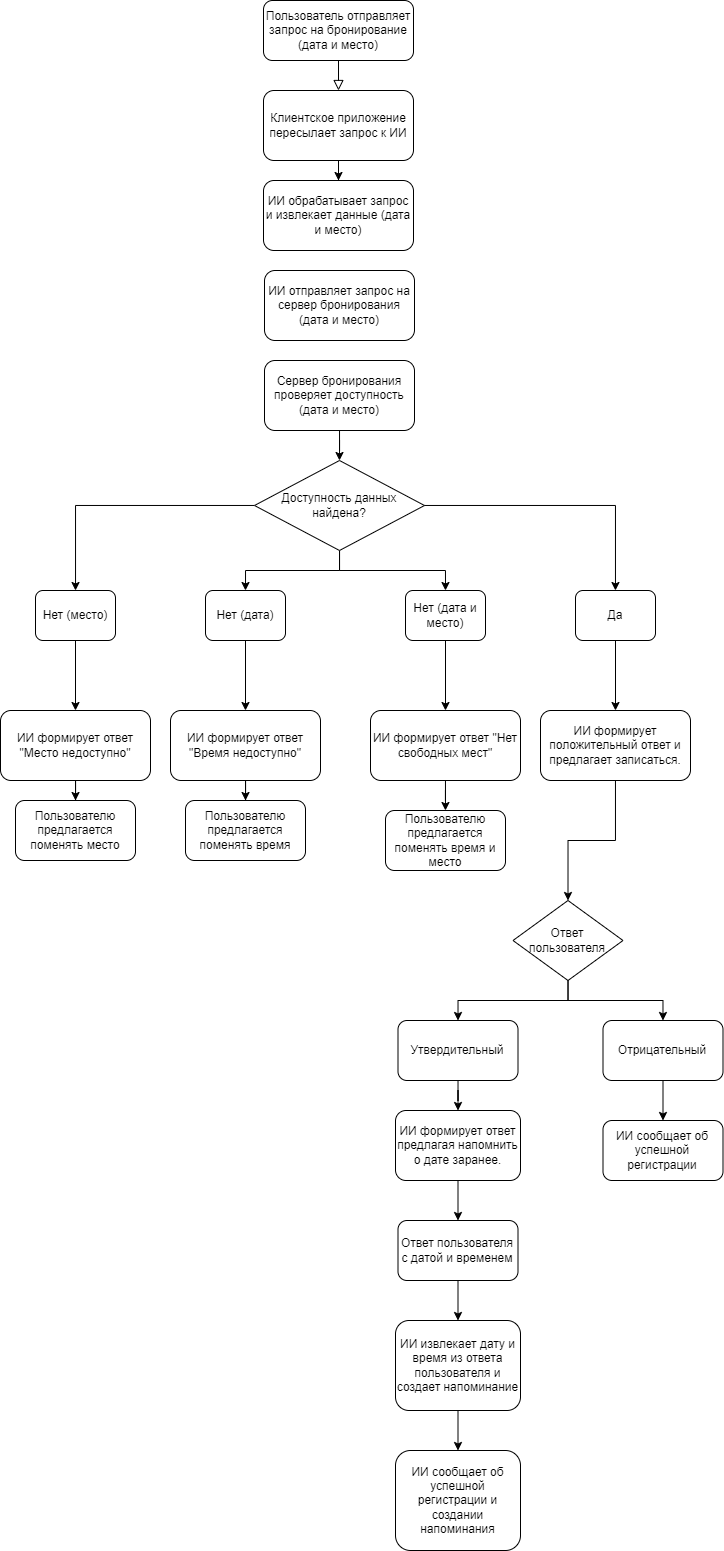 Пользователь отправляет
запрос на бронирование
(дата и место)
Клиентское приложение
пересылает запрос к ИИ
ИИ обрабатывает запрос
и извлекает данные (дата
и место)
ИИ отправляет запрос на
сервер бронирования
(дата и место)
Сервер бронирования
проверяет доступность
(дата и место)
Доступность данных
найдена?
Нет (место)
Нет (дата)
Нет (дата и
место)
Да
ИИ формирует ответ
"Место недоступно"
ИИ формирует ответ
"Время недоступно"
ИИ формирует ответ "Нет
свободных мест"
ИИ формирует
положительный ответ и
предлагает записаться.
Пользователю
предлагается
поменять место
Пользователю
предлагается
поменять время
Пользователю
предлагается
поменять время и
место
Ответ
пользователя
Утвердительный
Отрицательный
ИИ формирует ответ
предлагая напомнить
о дате заранее.
ИИ сообщает об
успешной
регистрации
Ответ пользователя
с датой и временем
ИИ извлекает дату и
время из ответа
пользователя и
создает напоминание
ИИ сообщает об
успешной
регистрации и
создании
напоминания